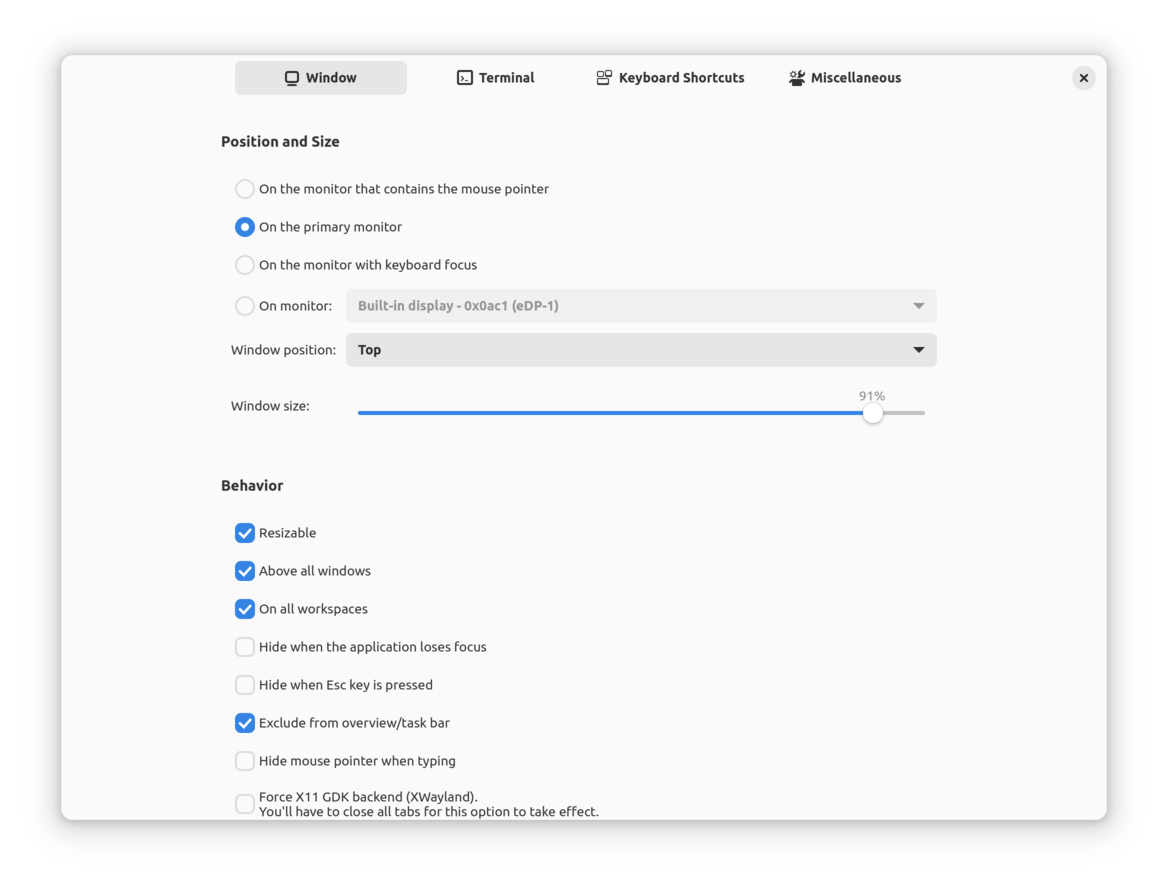 Window
Terminal
Keyboard Shortcuts
Miscellaneous
Position and Size
On the monitor that contains the mouse pointer
On the primary monitor
On the monitor with keyboard focus
On monitor: Built-in display - 0x0ac1 (eDP-1)
Window position: Top
91%
Window size:
Behavior
Resizable
Above all windows
On all workspaces
Hide when the application loses focus
Hide when Esc key is pressed
Exclude from overview/task bar
Hide mouse pointer when typing
Force X11 GDK backend (XWayland).
You'll have to close all tabs for this option to take effect.